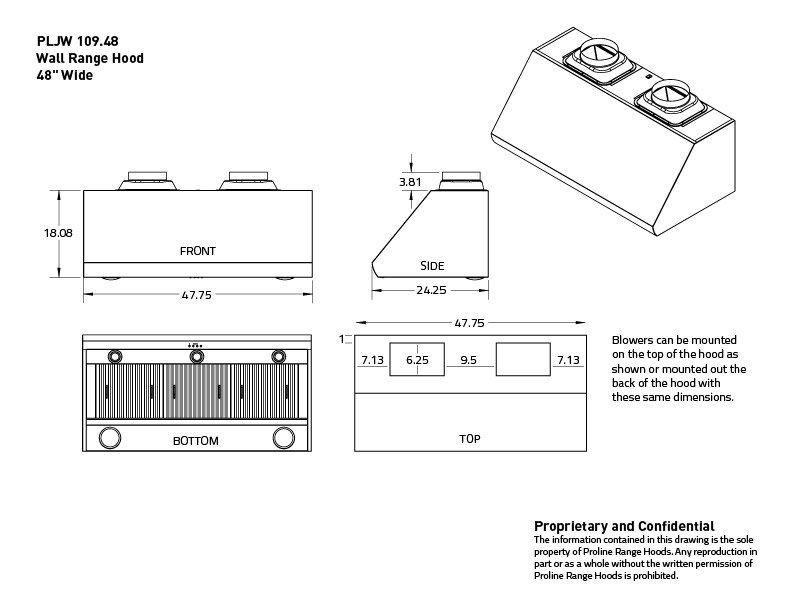 PLJW 109.48
Wall Range Hood
48" Wide
3.81
18.08
FRONT
SIDE
47.75
24.25
47.75
1
7.13
6.25
9.5
7.13
Blowers can be mounted
on the top of the hood as
shown or mounted out the
back of the hood with
these same dimensions.
BOTTOM
TOP
Proprietary and Confidential
The information contained in this drawing is the sole
property of Proline Range Hoods. Any reproduction in
part or as a whole without the written permission of
Proline Range Hoods is prohibited.